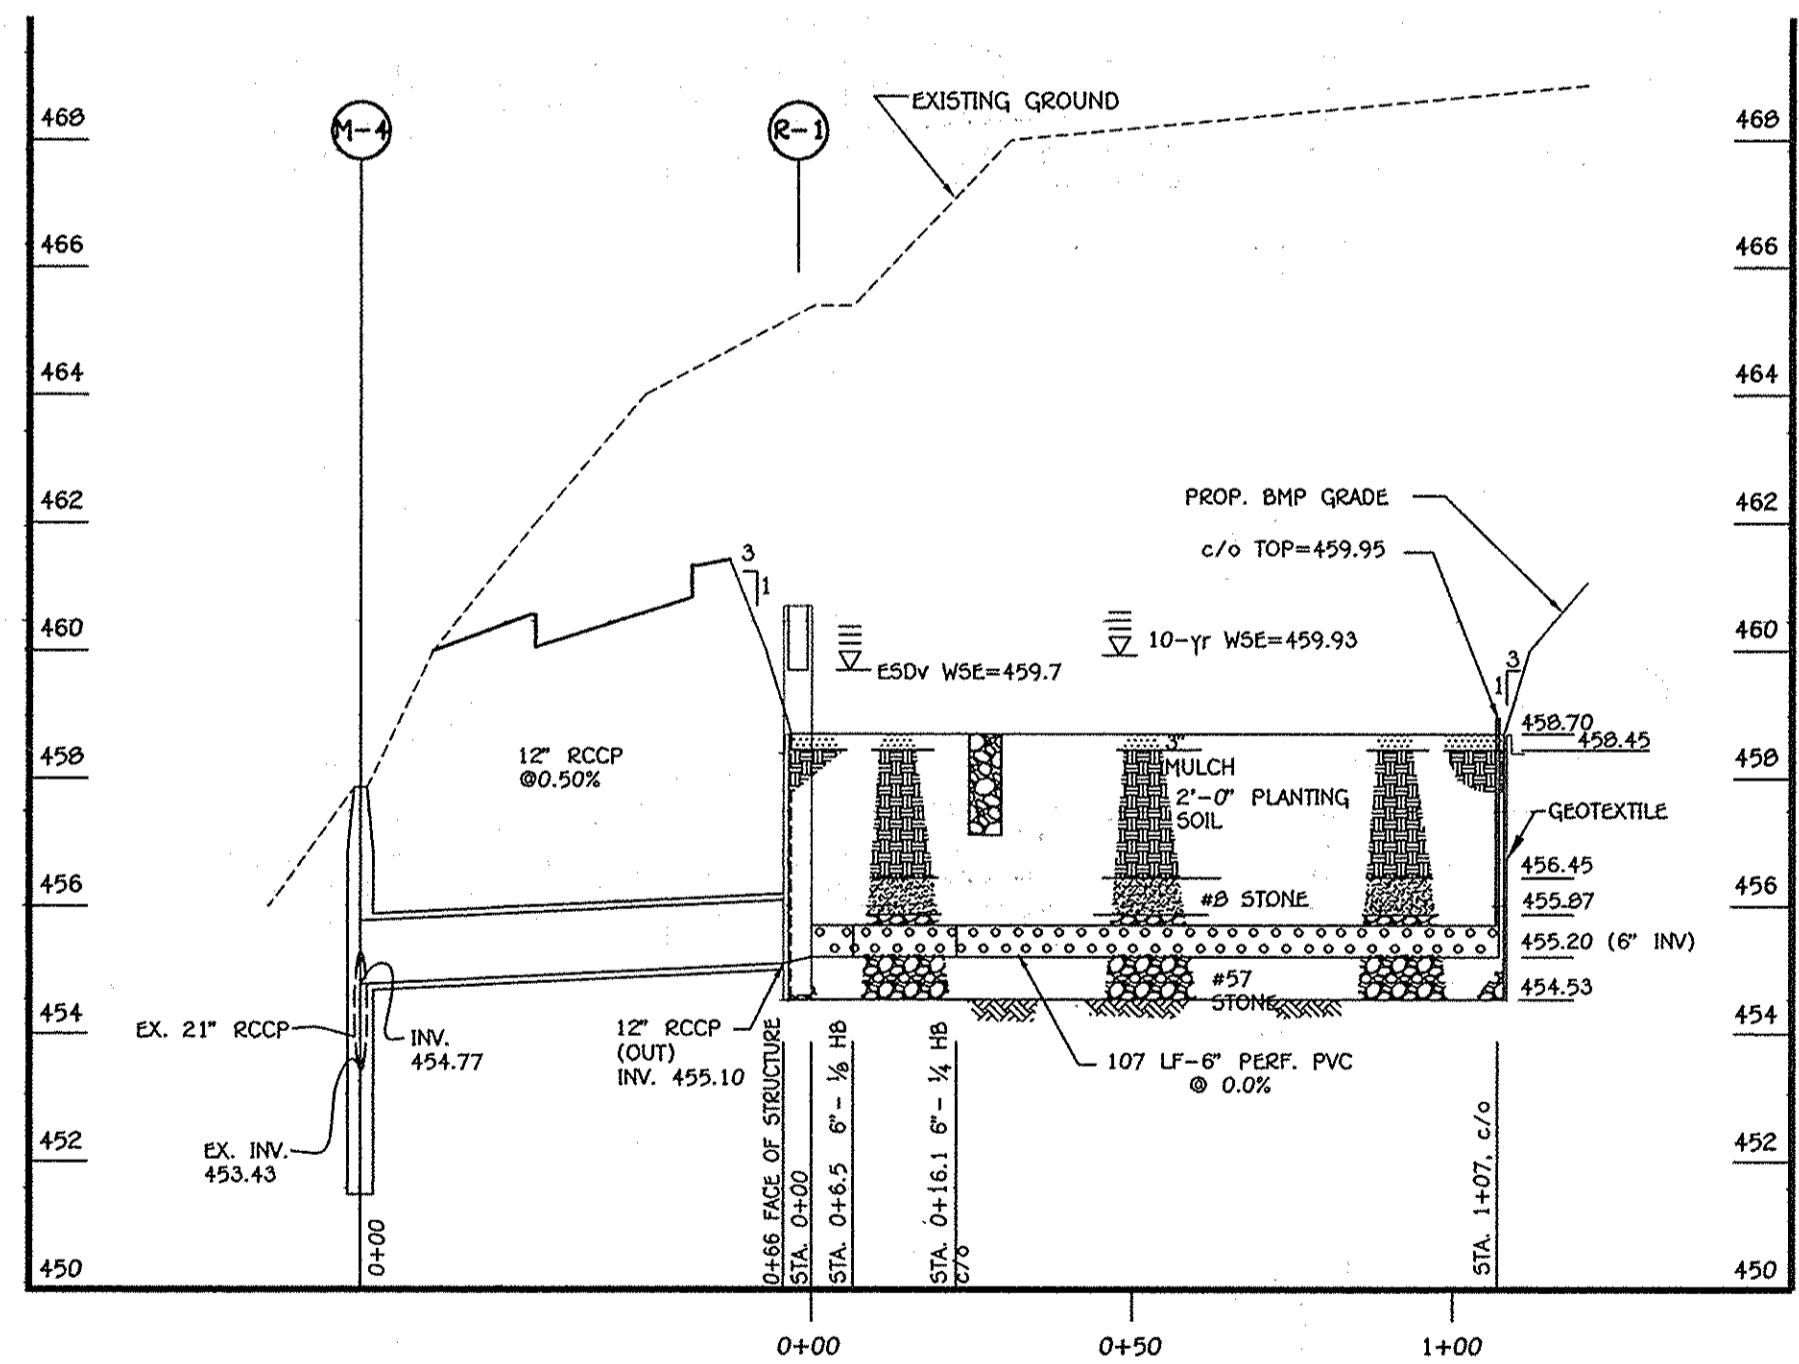 M-4
R-1
EXISTING GROUND
468
468
466
466
464
464
462
462
PROP. BMP GRADE
c/o TOP=459.95
3
1
460
460
10-yr WSE=459.93
ESDv WSE=459.7
3
1
458.70
458.45
458
458
12" RCCP
@0.50%
3"
MULCH
2'-0" PLANTING
SOIL
GEOTEXTILE
456.45
456
456
#8 STONE
455.87
455.20 (6" INV)
#57
STONE
454.53
454
454
EX. 21" RCCP
INV.
454.77
12" RCCP
(OUT)
INV. 455.10
107 LF-6" PERF. PVC
@ 0.0%
EX. INV.
453.43
452
452
450
450
0+00
0+66 FACE OF STRUCTURE
STA. 0+00
STA. 0+6.5 6"- 1/8 HB
STA. 0+16.1 6"- 1/4 HB
c/o
STA. 1+07, c/o
0+00
0+50
1+00